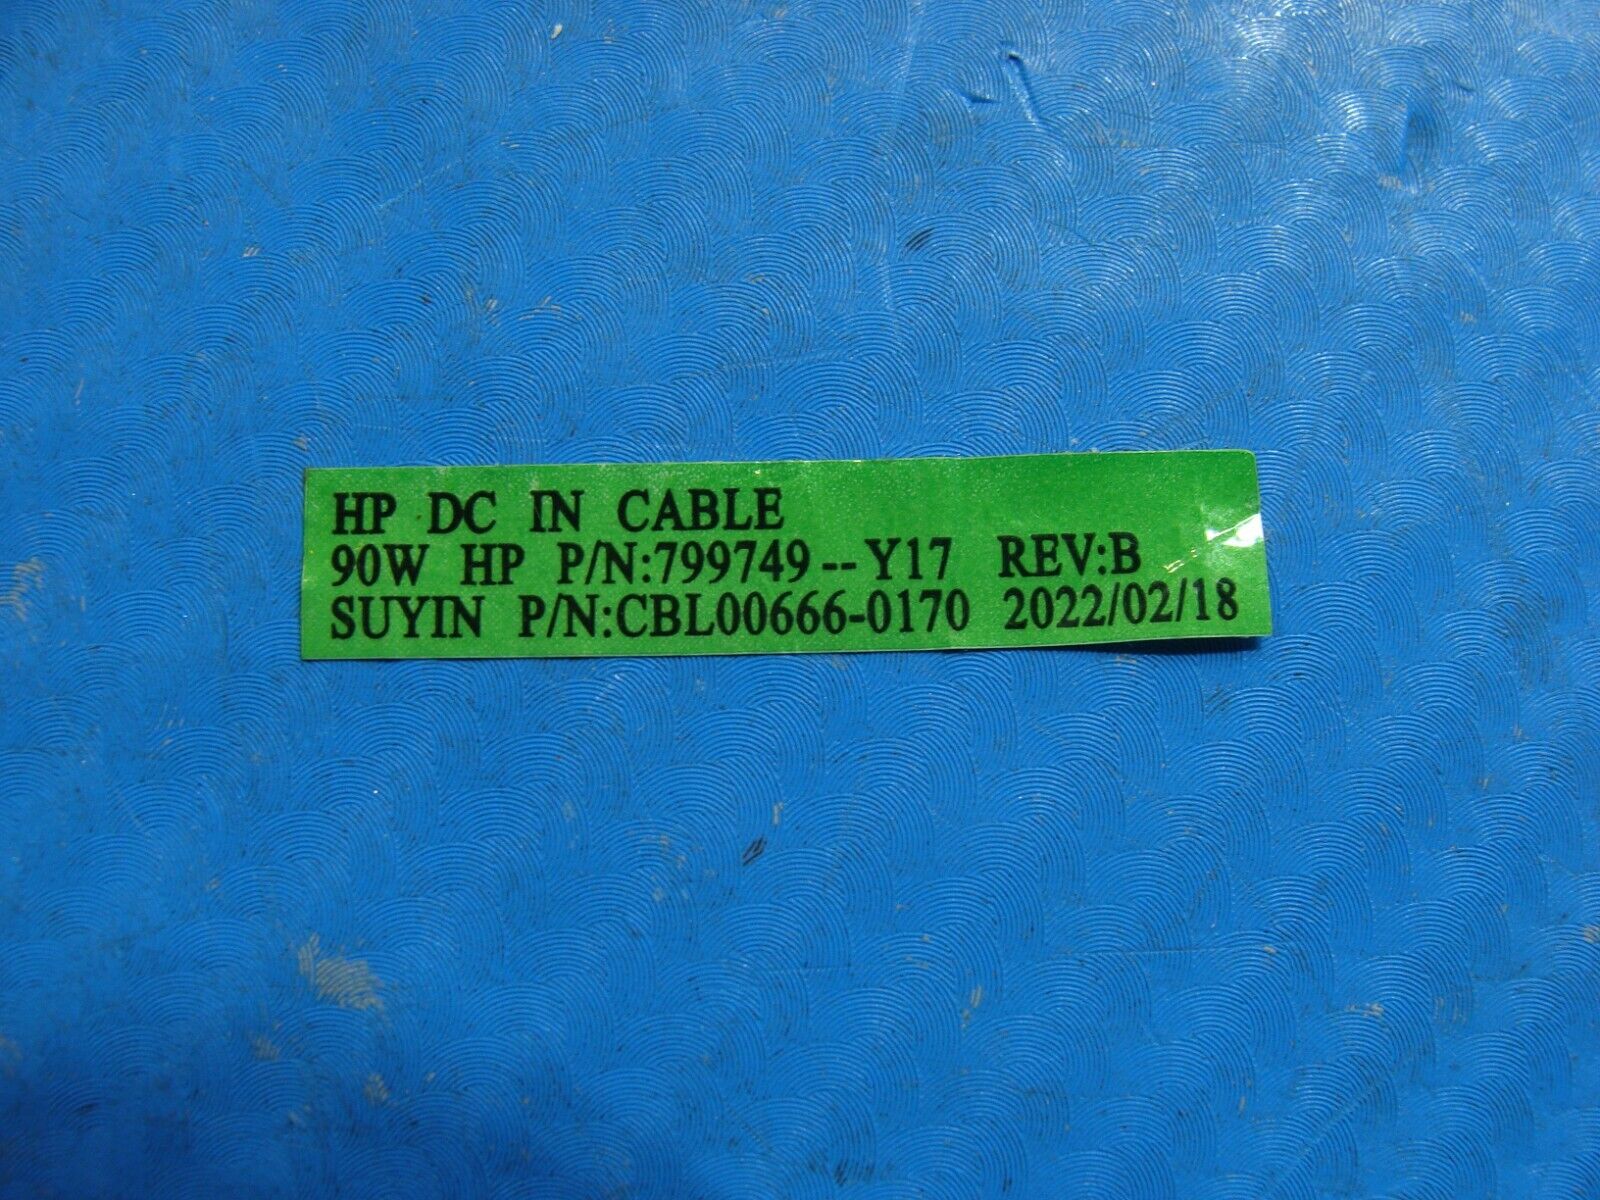 HP DC IN CABLE
90W HP P/N:799749--Y17 REV:B
SUYIN P/N:CBL00666-0170 2022/02/18